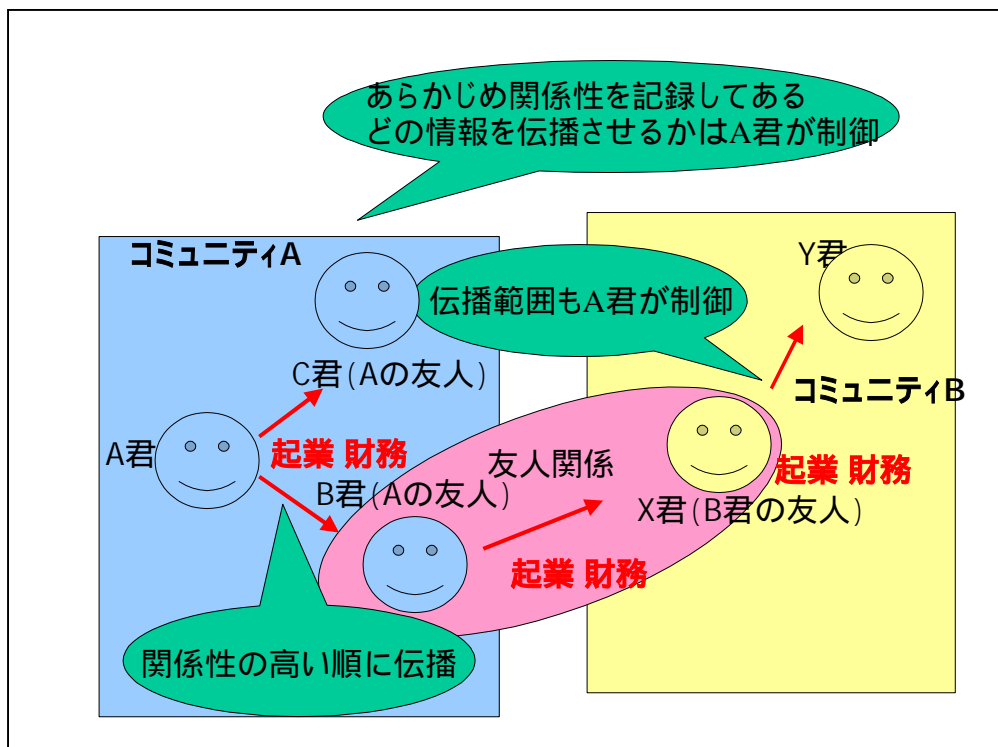 あらかじめ関係性を記録してある
どの情報を伝播させるかはA君が制御
コミュニティA
Y君
伝播範囲もA君が制御
C君(Aの友人)
コミュニティB
A君
起業 財務
友人関係
B君(Aの友人)
起業 財務
X君(B君の友人)
起業 財務
関係性の高い順に伝播